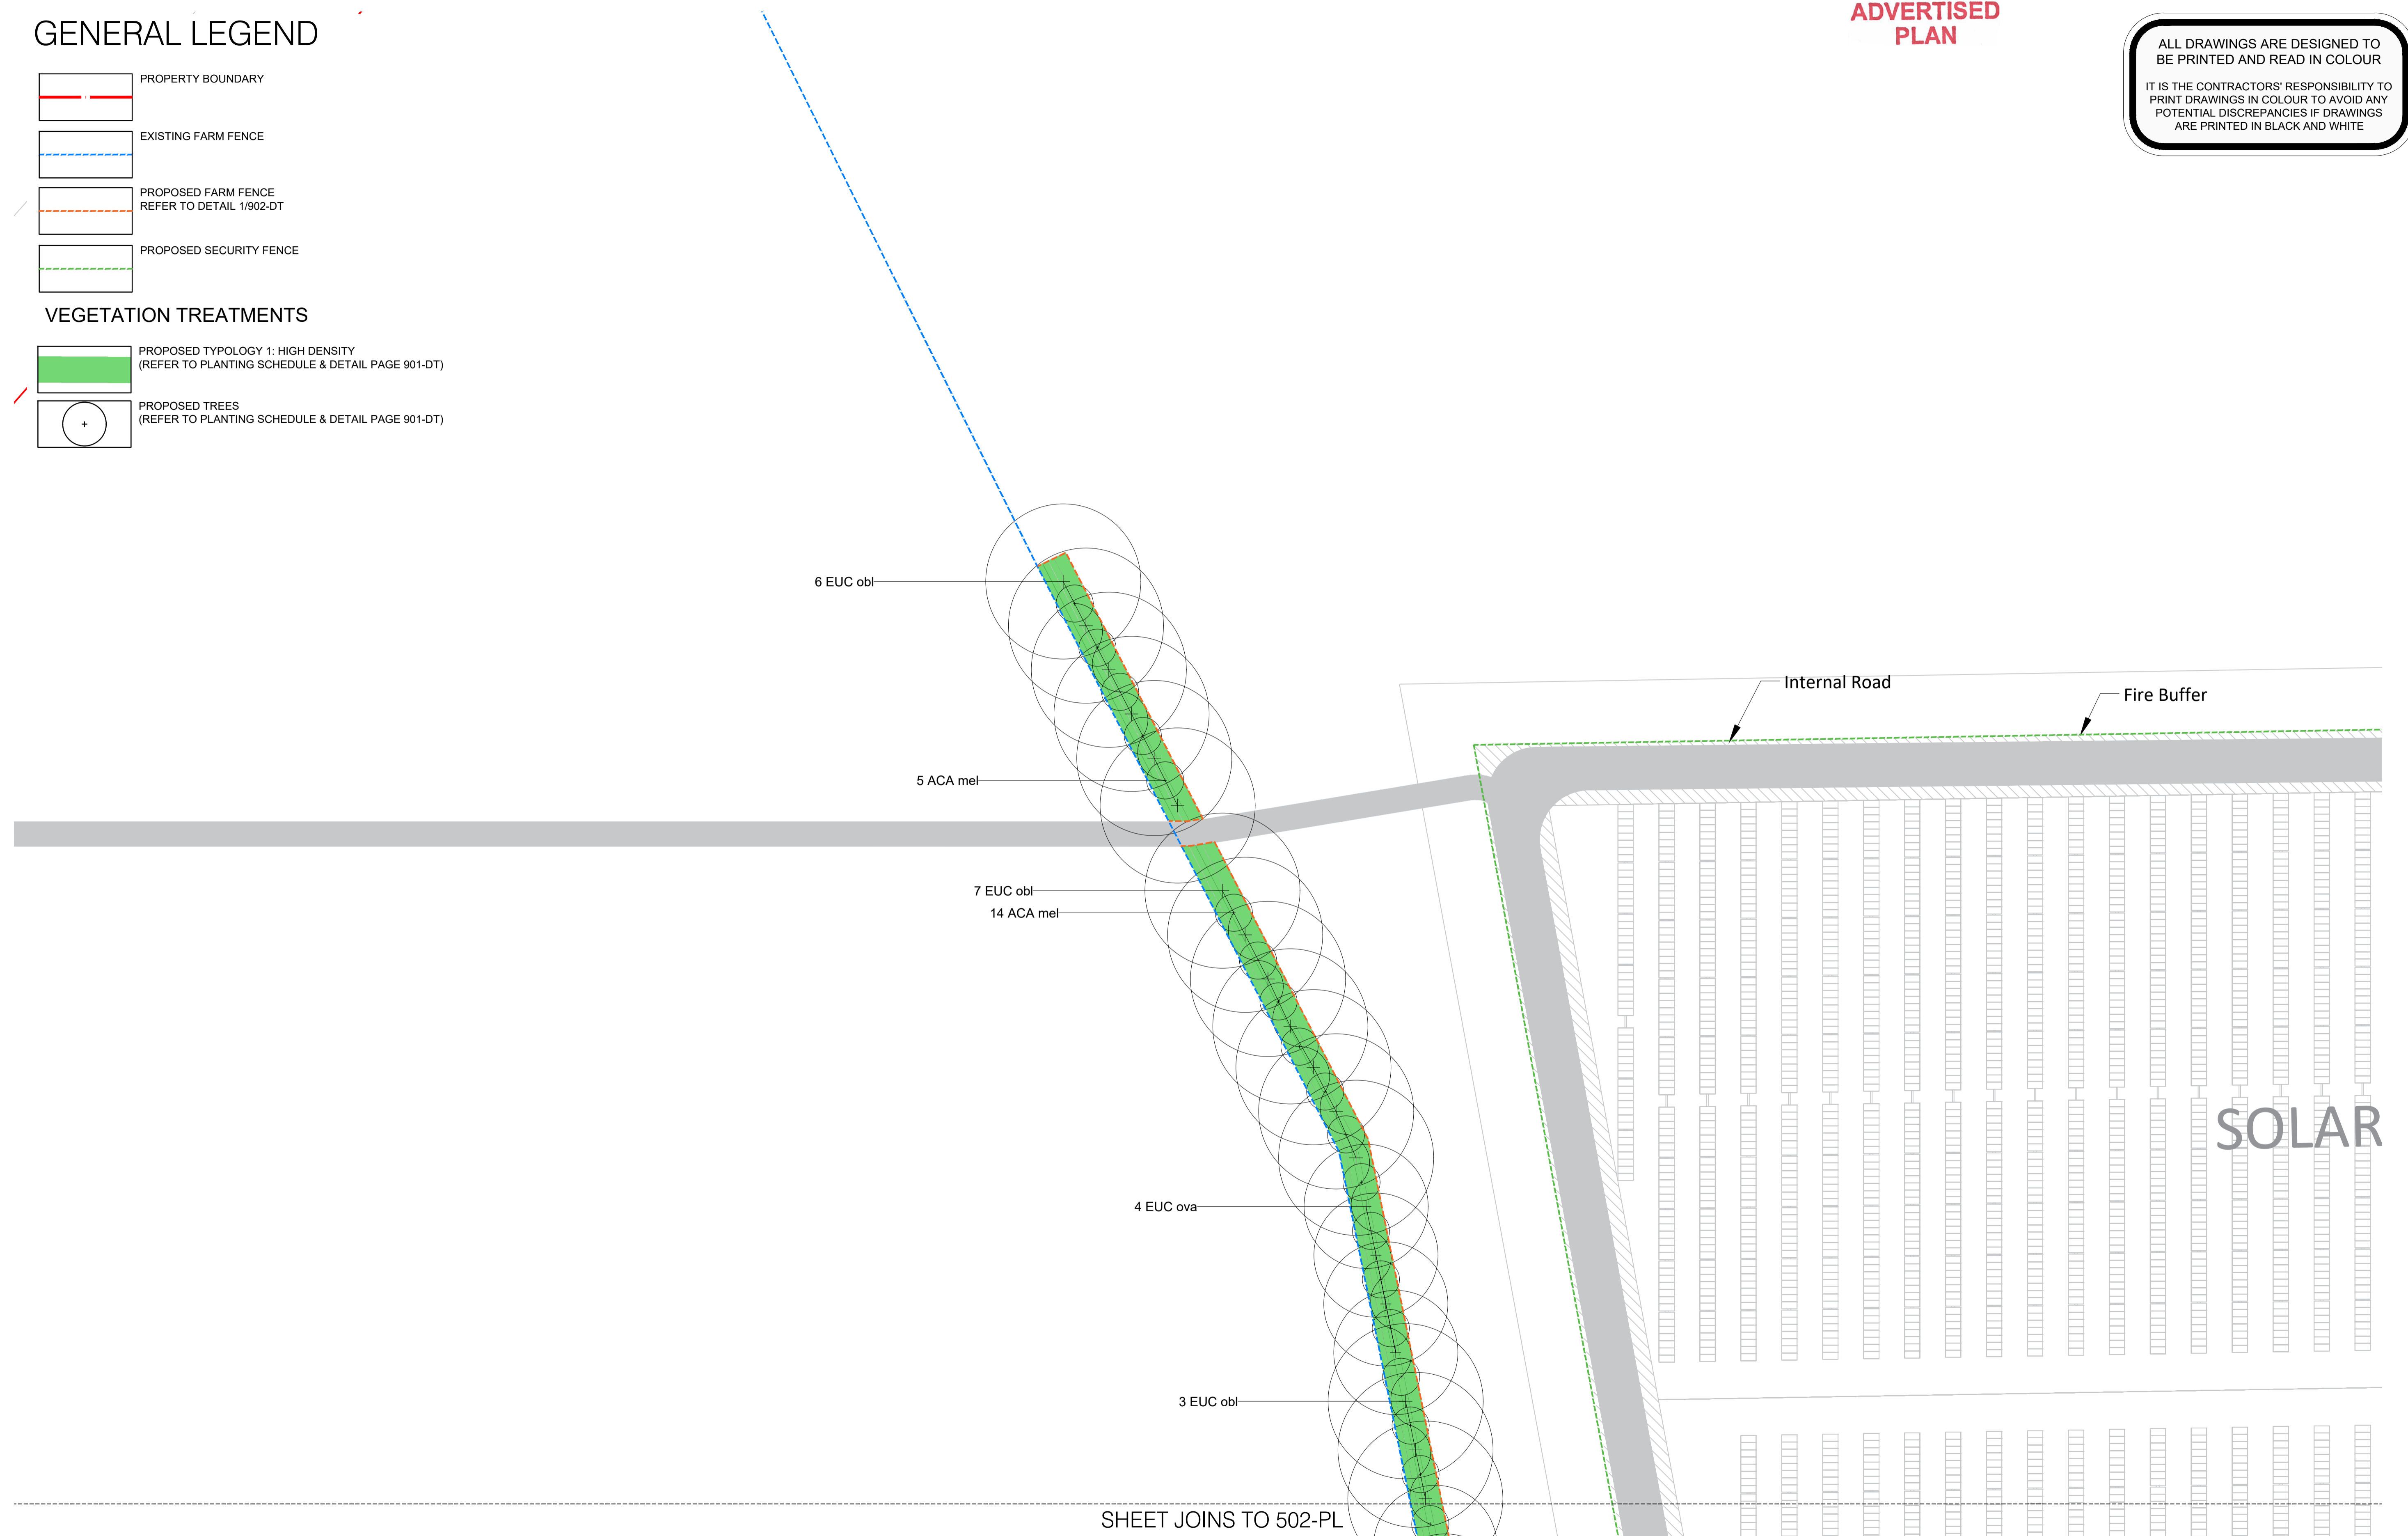 GENERAL LEGEND
PROPERTY BOUNDARY
EXISTING FARM FENCE
PROPOSED FARM FENCE
REFER TO DETAIL 1/902-DT
PROPOSED SECURITY FENCE
VEGETATION TREATMENTS
PROPOSED TYPOLOGY 1: HIGH DENSITY
(REFER TO PLANTING SCHEDULE & DETAIL PAGE 901-DT)
PROPOSED TREES
(REFER TO PLANTING SCHEDULE & DETAIL PAGE 901-DT)
ADVERTISED
PLAN
ALL DRAWINGS ARE DESIGNED TO
BE PRINTED AND READ IN COLOUR
IT IS THE CONTRACTORS' RESPONSIBILITY TO
PRINT DRAWINGS IN COLOUR TO AVOID ANY
POTENTIAL DISCREPANCIES IF DRAWINGS
ARE PRINTED IN BLACK AND WHITE
6 EUC obl
Internal Road
Fire Buffer
5 ACA mel
7 EUC obl
14 ACA mel
SOLAR
4 EUC ova
3 EUC obl
SHEET JOINS TO 502-PL